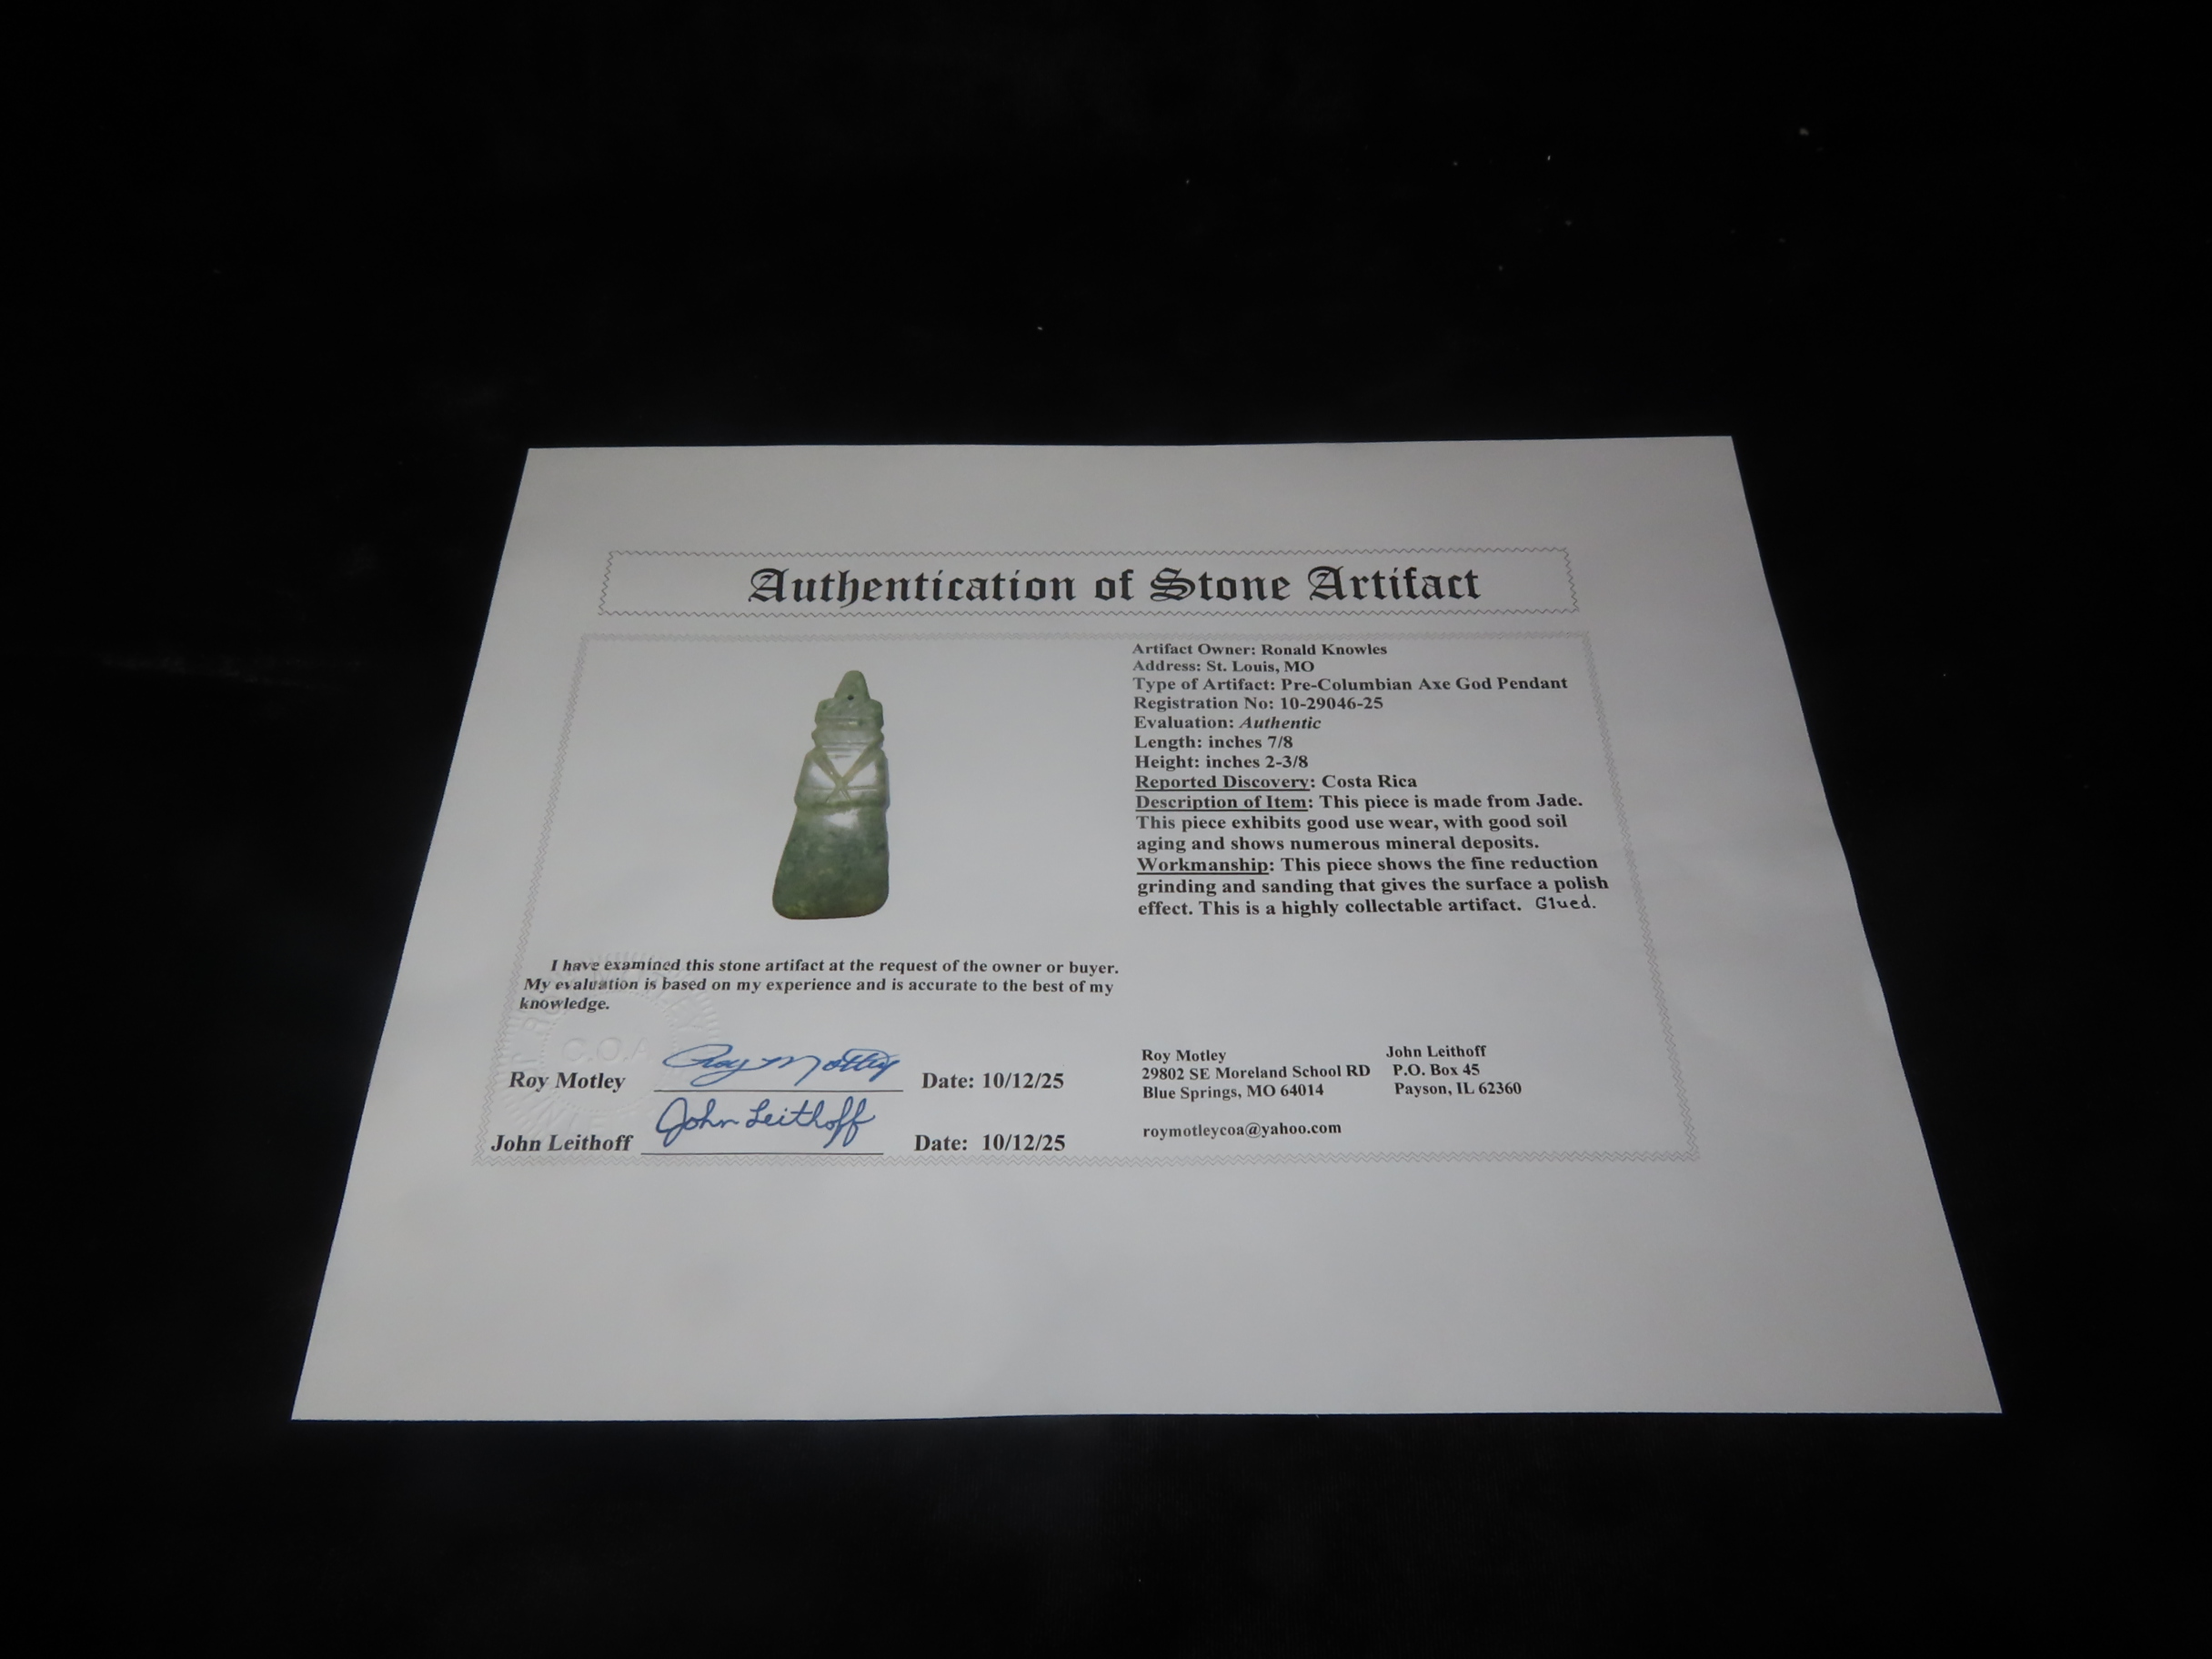 Authentication of Stone Artifact
Artifact Owner: Ronald Knowles
Address: St. Louis, MO
Type of Artifact: Pre-Columbian Axe God Pendant
Registration No: 10-29046-25
Evaluation: Authentic
Length: inches 7/8
Height: inches 2-3/8
Reported Discovery: Costa Rica
Description of Item: This piece is made from Jade.
This piece exhibits good use wear, with good soil
aging and shows numerous mineral deposits.
Workmanship: This piece shows the fine reduction
grinding and sanding that gives the surface a polish
effect. This is a highly collectable artifact. Glued.
I have examined this stone artifact at the request of the owner or buyer.
My evaluation is based on my experience and is accurate to the best of my
knowledge.
Roy Motley Roy Motley Date: 10/12/25
John Leithoff John Leithoff Date: 10/12/25
Roy Motley
29802 SE Moreland School RD
Blue Springs, MO 64014
roymotleycoa@yahoo.com
John Leithoff
P.O. Box 45
Payson, IL 62360